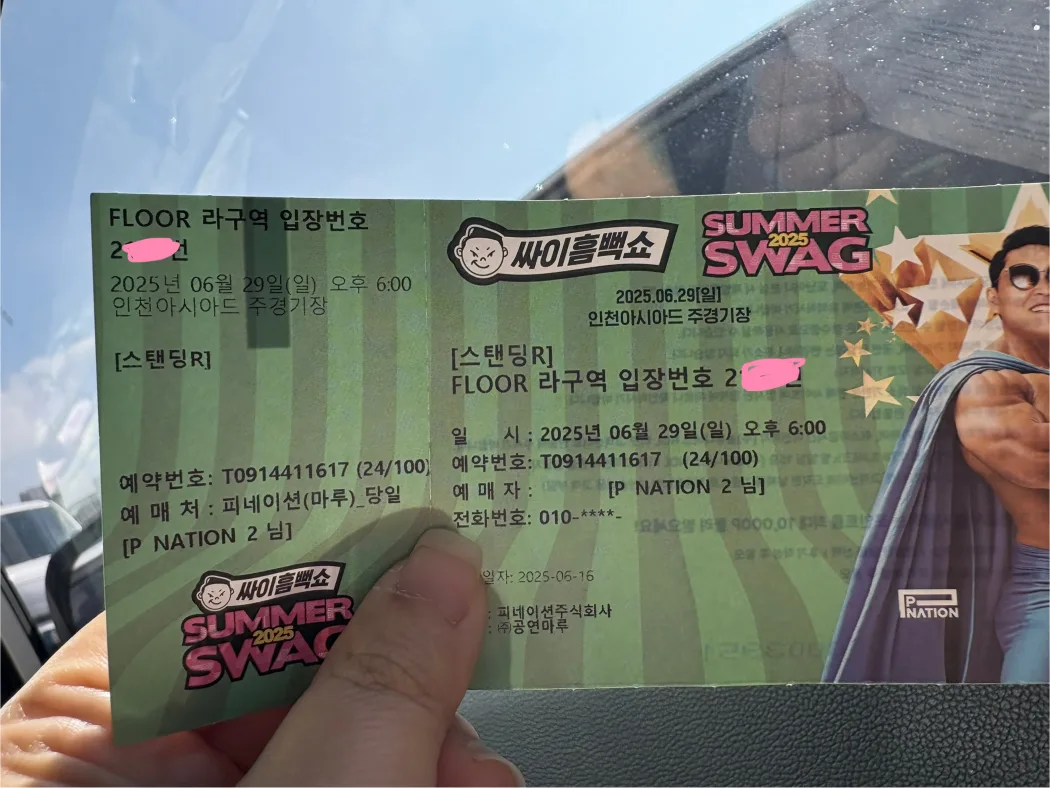 FLOOR 라구역 입장번호
2025년 06월 29일(일) 오후 6:00
인천아시아드 주경기장
[스탠딩R]
예약번호: T0914411617 (24/100)
예 매 처 : 피네이션(마루)_당일
[P NATION 2 님]
싸이흠뻑쇼
SUMMER
2025
SWAG
싸이흠뻑쇼
SUMMER
2025
SWAG
2025.06.29[일]
인천아시아드 주경기장
[스탠딩R]
FLOOR 라구역 입장번호 2
일 시 : 2025년 06월 29일(일) 오후 6:00
예약번호: T0914411617 (24/100)
예 매 자 : [P NATION 2 님]
전화번호: 010-****-
일자: 2025-06-16
: 피네이션주식회사
: ㈜공연마루
P NATION